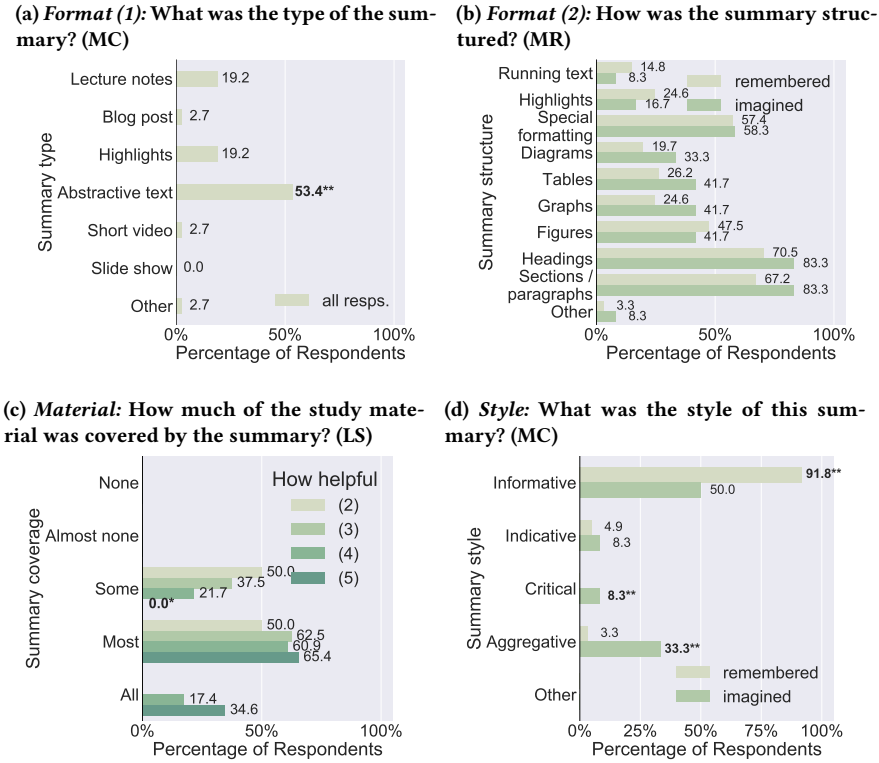 (a) Format (1): What was the type of the sum-
mary? (MC)
Summary type
Lecture notes 19.2
Blog post 2.7
Highlights 19.2
Abstractive text 53.4**
Short video 2.7
Slide show 0.0
Other 2.7
all resps.
0% 50% 100%
Percentage of Respondents
(b) Format (2): How was the summary struc-
tured? (MR)
Summary structure
Running text 14.8 8.3
Highlights 24.6 16.7
Special
formatting 57.4 58.3
Diagrams 19.7 33.3
Tables 26.2 41.7
Graphs 24.6 41.7
Figures 47.5 41.7
Headings 70.5 83.3
Sections /
paragraphs 67.2 83.3
Other 3.3 8.3
remembered
imagined
0% 50% 100%
Percentage of Respondents
(c) Material: How much of the study mate-
rial was covered by the summary? (LS)
Summary coverage
None
Almost none
Some 50.0 37.5 21.7 0.0*
Most 50.0 62.5 60.9 65.4
All 17.4 34.6
How helpful
(2)
(3)
(4)
(5)
0% 50% 100%
Percentage of Respondents
(d) Style: What was the style of this sum-
mary? (MC)
Summary style
Informative 91.8** 50.0
Indicative 4.9 8.3
Critical 8.3**
Aggregative 3.3 33.3**
Other
remembered
imagined
0% 25% 50% 75% 100%
Percentage of Respondents